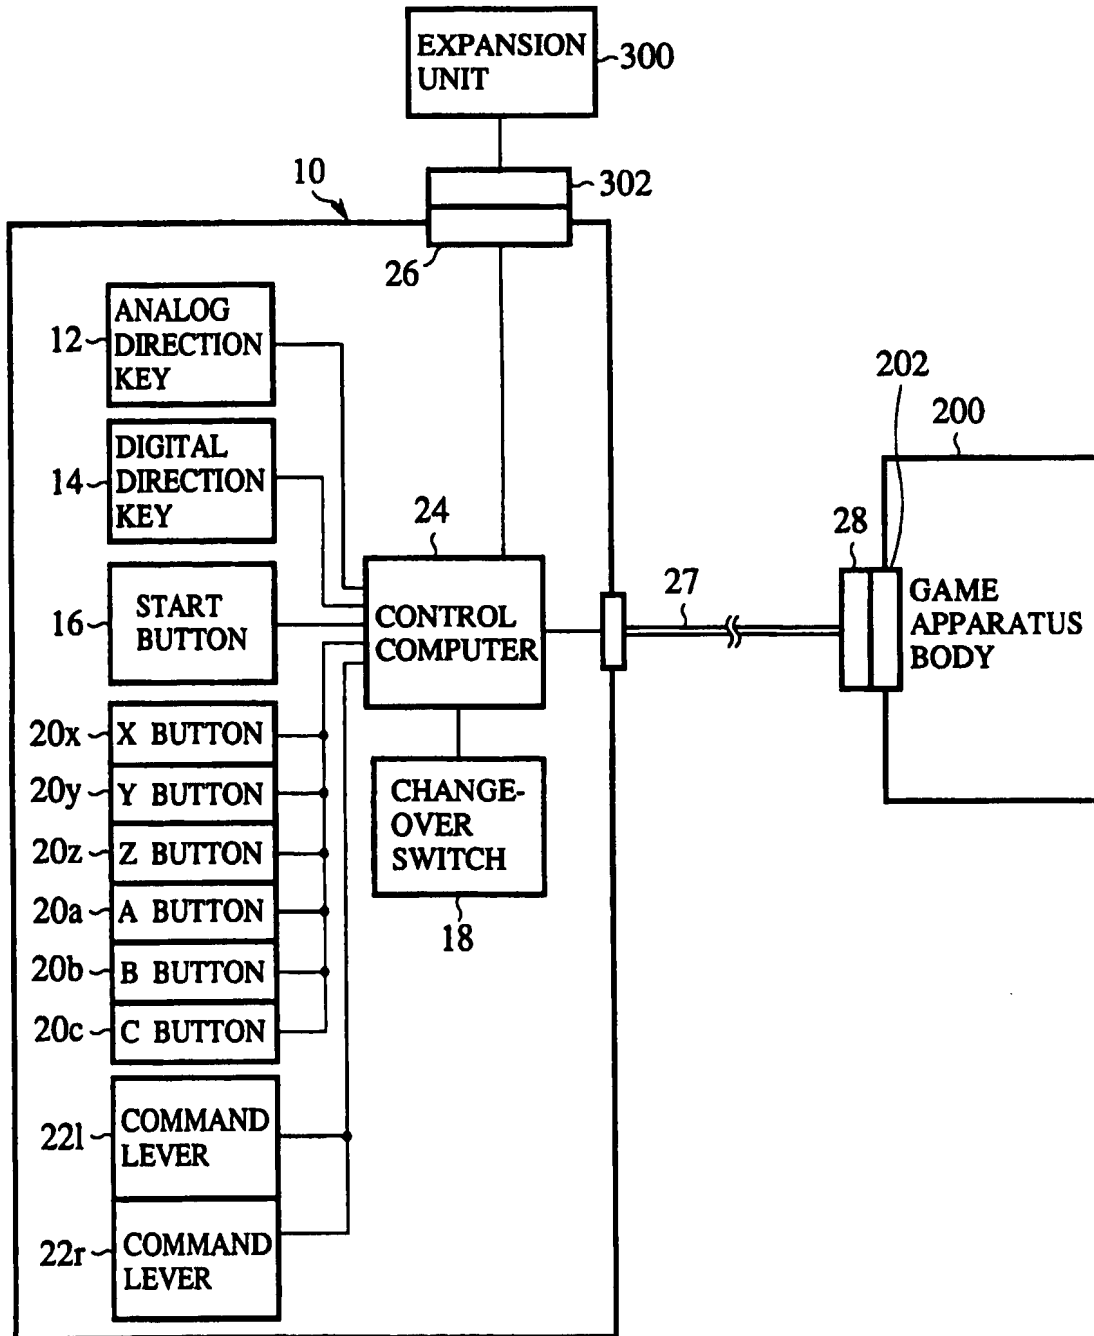 EXPANSION
UNIT
300
302
10
26
ANALOG
DIRECTION
KEY
12
202
200
DIGITAL
DIRECTION
KEY
14
24
28
27
START
BUTTON
16
CONTROL
COMPUTER
GAME
APPARATUS
BODY
20x
X BUTTON
20y
Y BUTTON
CHANGE-
OVER
SWITCH
20z
Z BUTTON
20a
A BUTTON
18
20b
B BUTTON
20c
C BUTTON
22l
COMMAND
LEVER
22r
COMMAND
LEVER